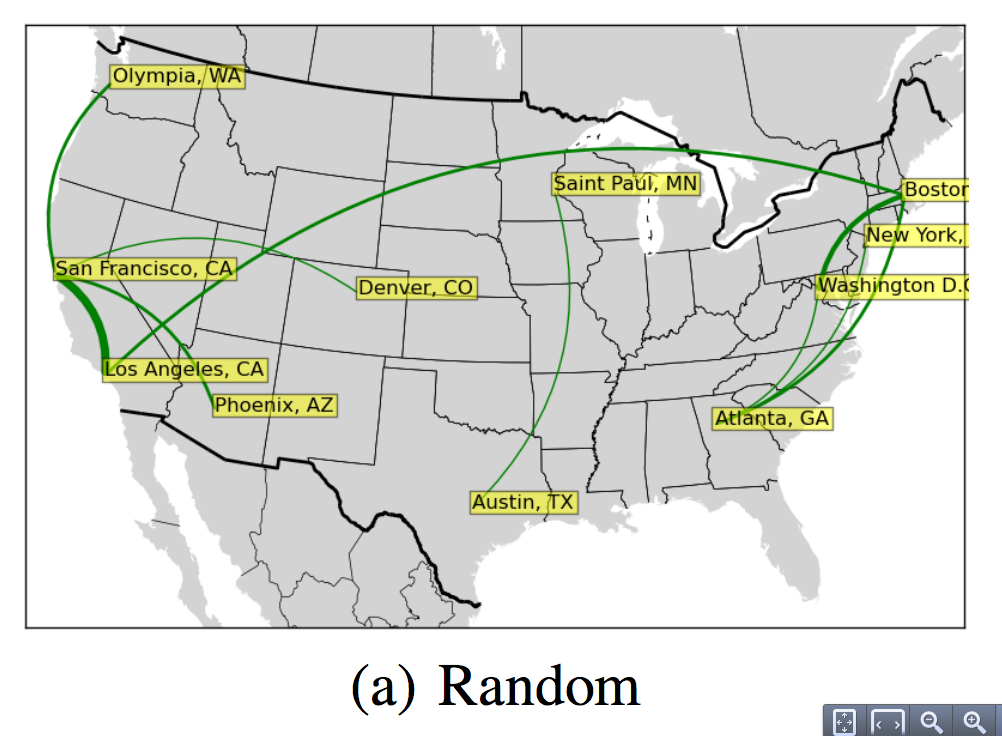 Olympia, WA
Saint Paul, MN
Boston
New York,
San Francisco, CA
Denver, CO
Washington D.C
Los Angeles, CA
Phoenix, AZ
Atlanta, GA
Austin, TX
(a) Random